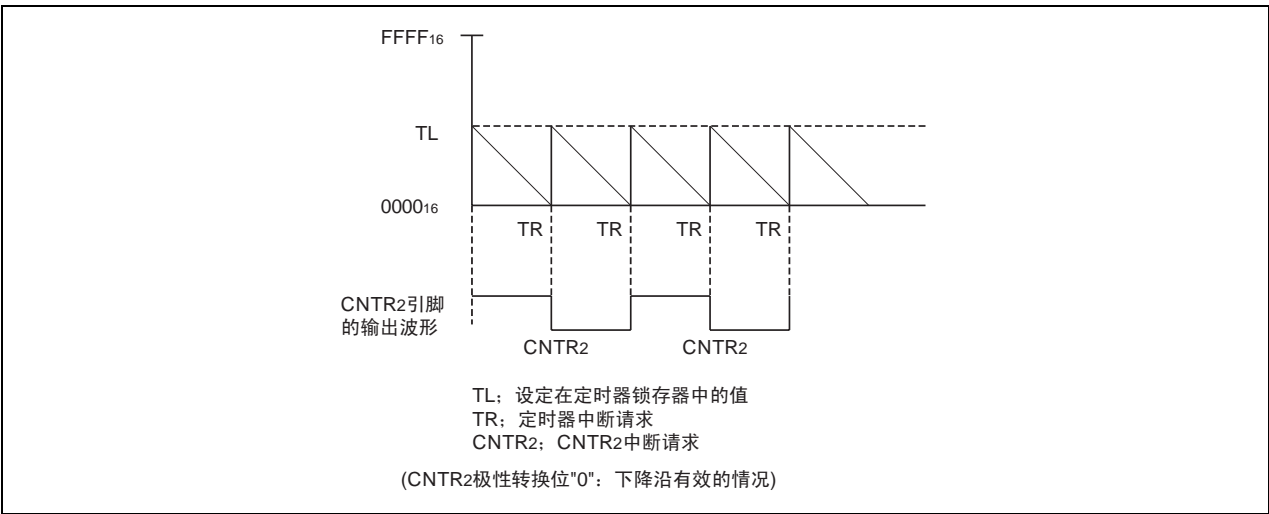 FFFF16
TL
000016
TR TR TR TR
CNTR2引脚
的输出波形
CNTR2 CNTR2
TL；设定在定时器锁存器中的值
TR；定时器中断请求
CNTR2；CNTR2中断请求
(CNTR2极性转换位"0"：下降沿有效的情况)